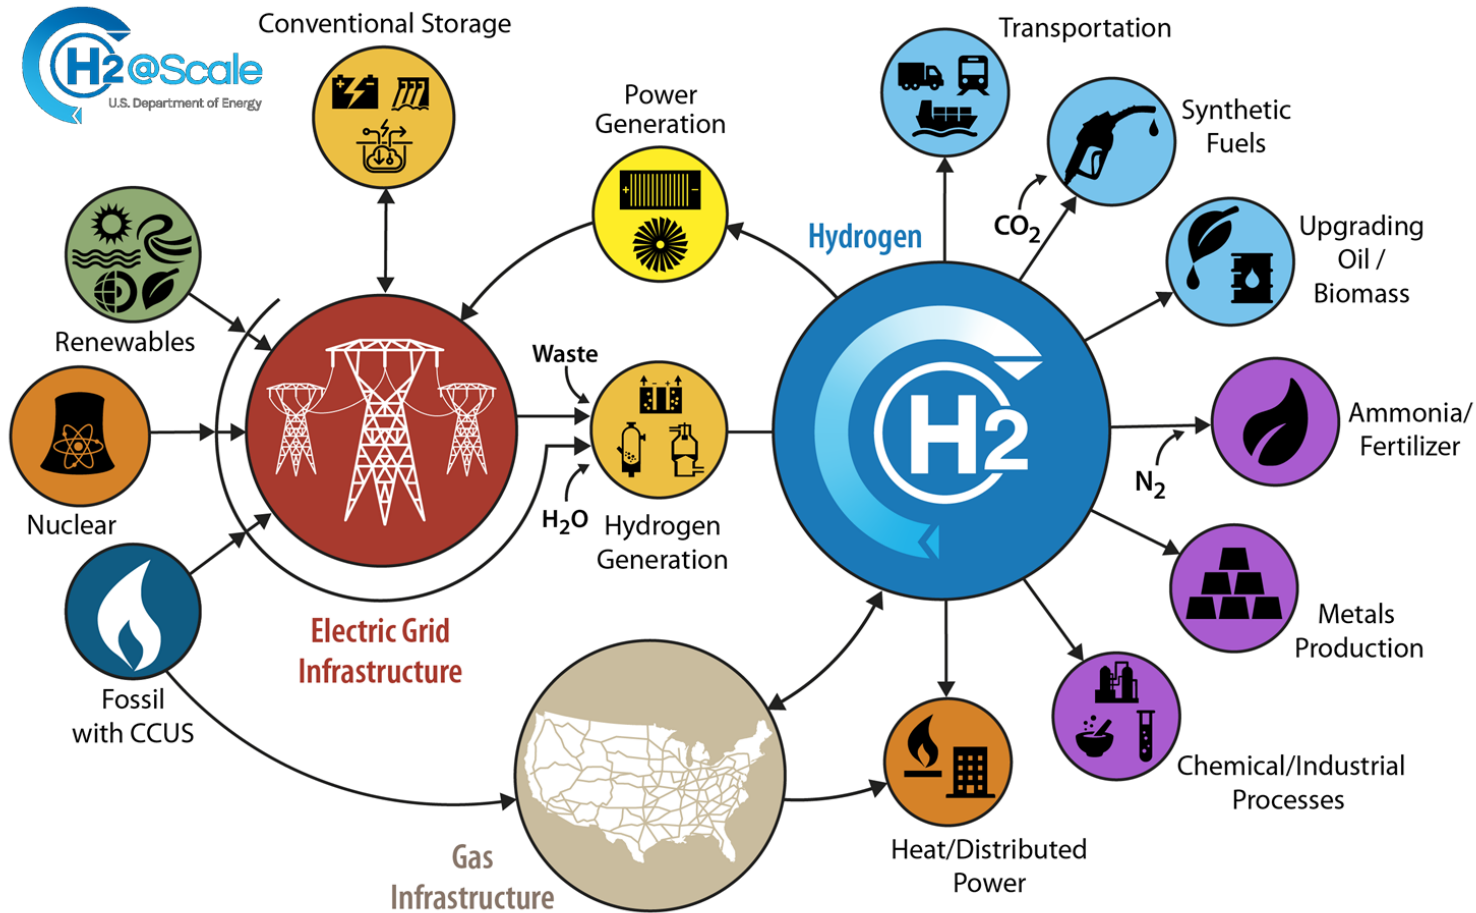 H2@Scale
U.S. Department of Energy
Conventional Storage
Power
Generation
Transportation
Synthetic
Fuels
CO2
Hydrogen
Upgrading
Oil /
Biomass
Renewables
Waste
H2
Ammonia/
Fertilizer
N2
Nuclear
H2O
Hydrogen
Generation
Electric Grid
Infrastructure
Metals
Production
Fossil
with CCUS
Chemical/Industrial
Processes
Heat/Distributed
Power
Gas
Infrastructure